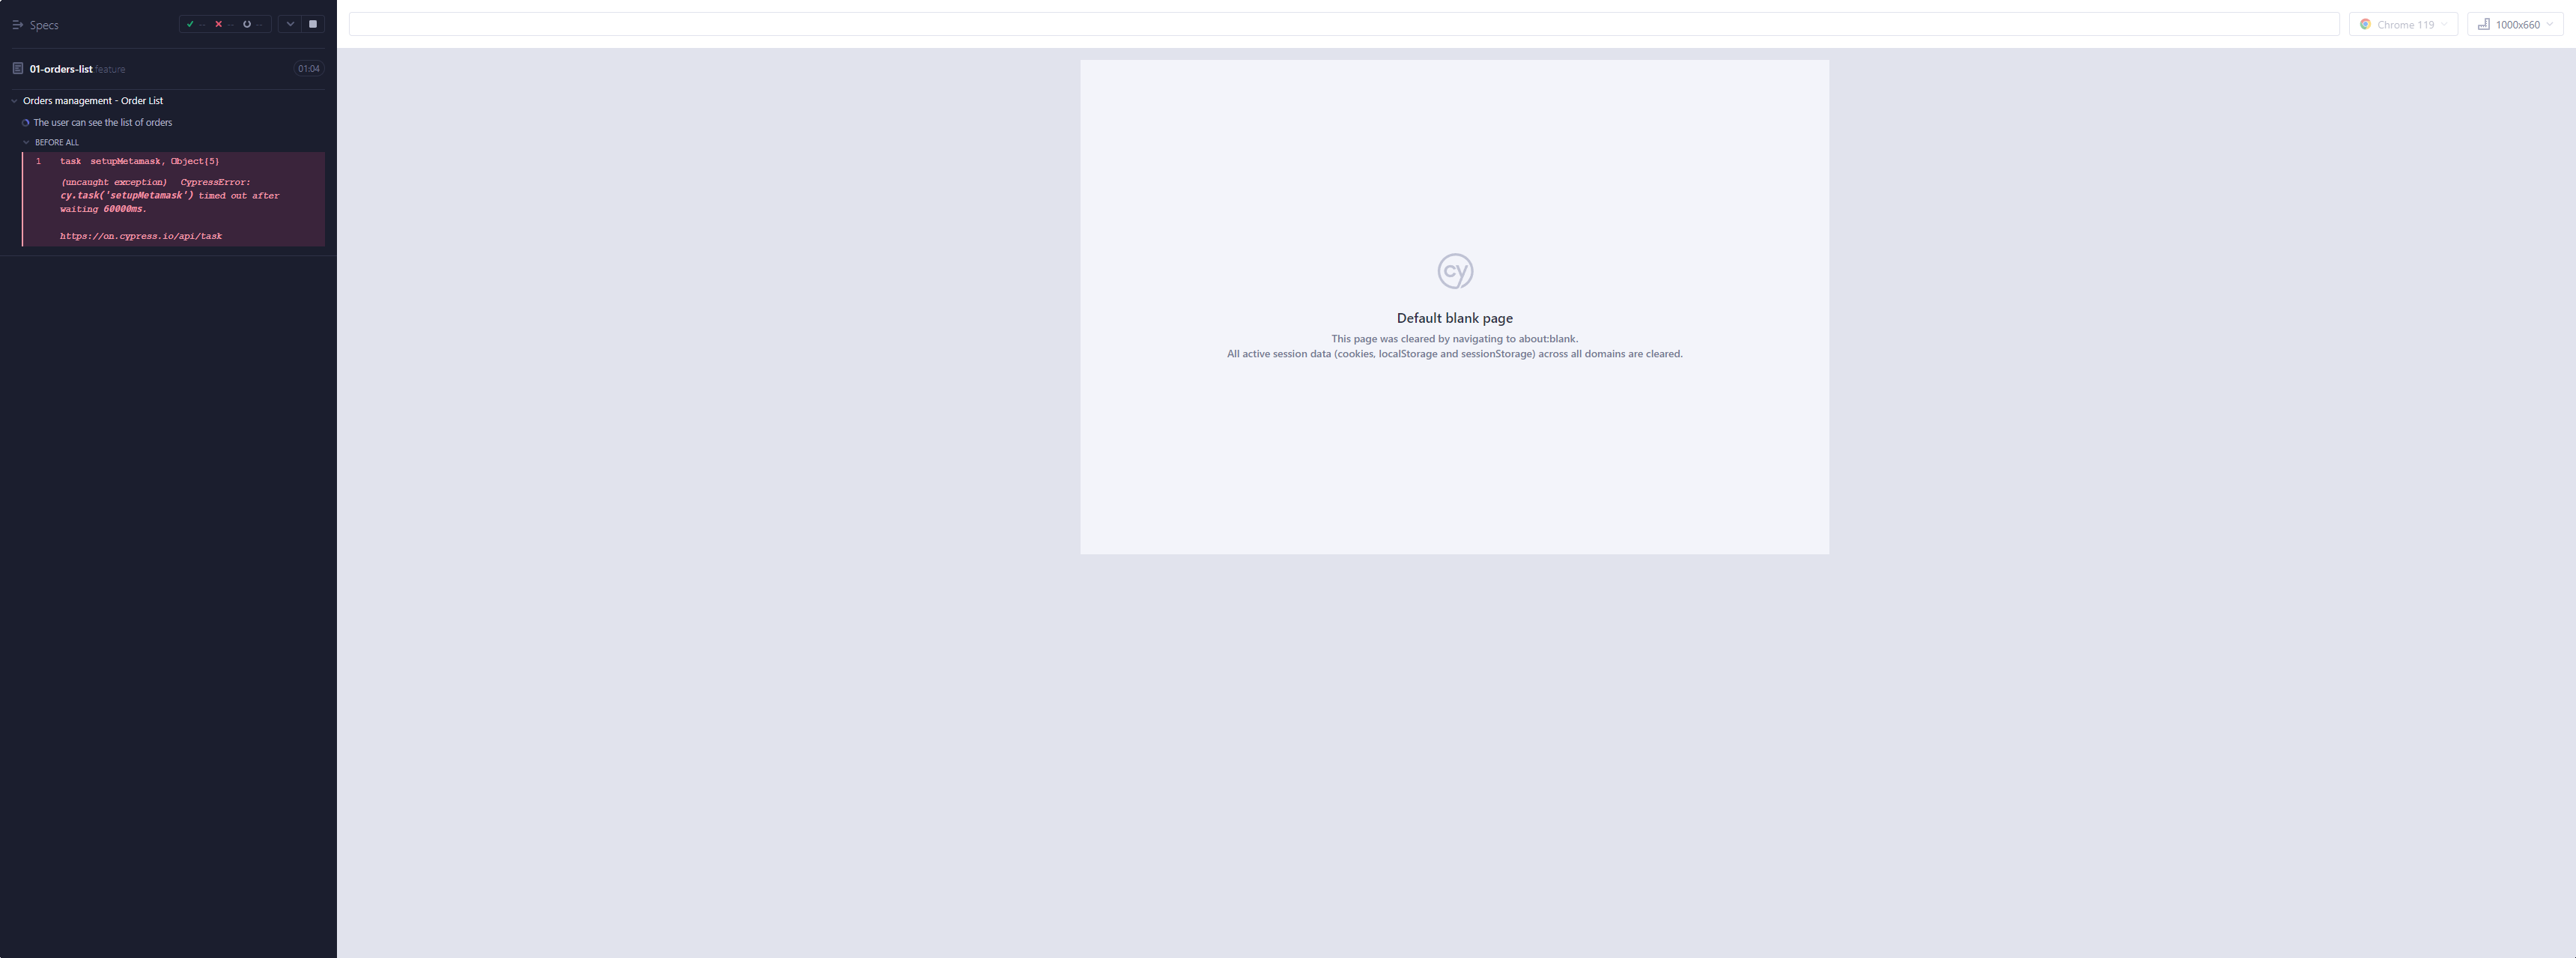 Specs
--
--
--
Chrome 119
1000x660
01-orders-list feature
01:04
Orders management - Order List
The user can see the list of orders
BEFORE ALL
1 task setupMetamask, Object{5}
(uncaught exception) CypressError:
cy.task('setupMetamask') timed out after
waiting 60000ms.
https://on.cypress.io/api/task
cy
Default blank page
This page was cleared by navigating to about:blank.
All active session data (cookies, localStorage and sessionStorage) across all domains are cleared.